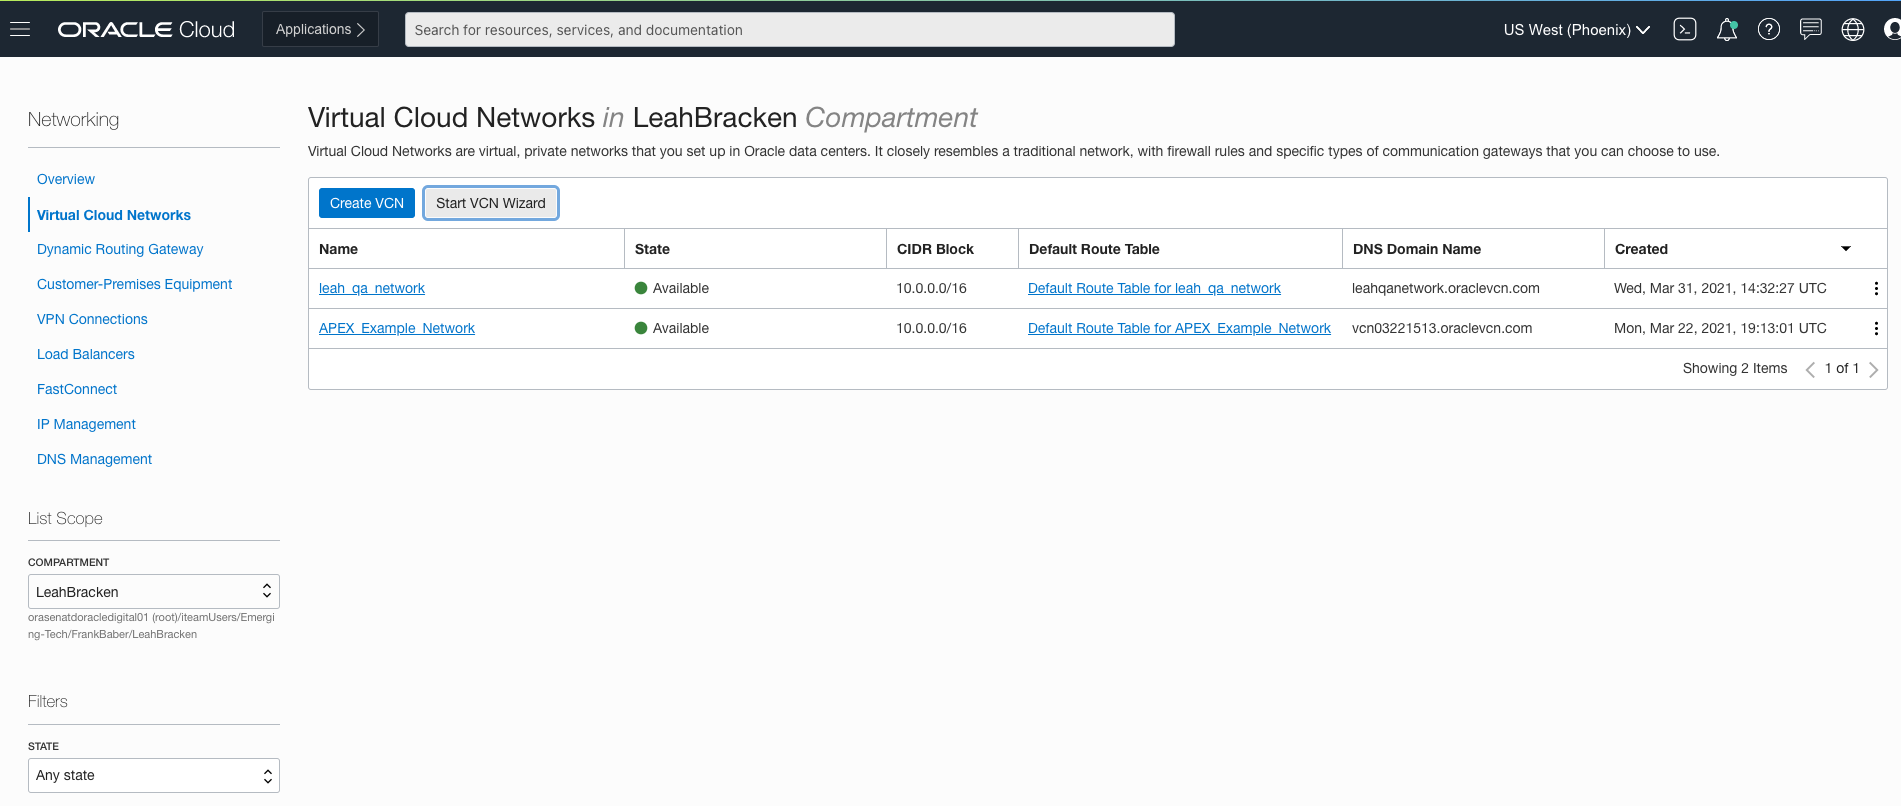 ORACLE Cloud
Applications
Search for resources, services, and documentation
US West (Phoenix)
Networking
Overview
Virtual Cloud Networks
Dynamic Routing Gateway
Customer-Premises Equipment
VPN Connections
Load Balancers
FastConnect
IP Management
DNS Management
List Scope
COMPARTMENT
LeahBracken
orasenatdoracledigital01 (root)/iteamUsers/Emergi
ng-Tech/FrankBaber/LeahBracken
Filters
STATE
Any state
Virtual Cloud Networks in LeahBracken Compartment
Virtual Cloud Networks are virtual, private networks that you set up in Oracle data centers. It closely resembles a traditional network, with firewall rules and specific types of communication gateways that you can choose to use.
Create VCN Start VCN Wizard
Name State CIDR Block Default Route Table DNS Domain Name Created
leah_qa_network Available 10.0.0.0/16 Default Route Table for leah_qa_network leahqanetwork.oraclevcn.com Wed, Mar 31, 2021, 14:32:27 UTC
APEX_Example_Network Available 10.0.0.0/16 Default Route Table for APEX_Example_Network vcn03221513.oraclevcn.com Mon, Mar 22, 2021, 19:13:01 UTC
Showing 2 Items 1 of 1